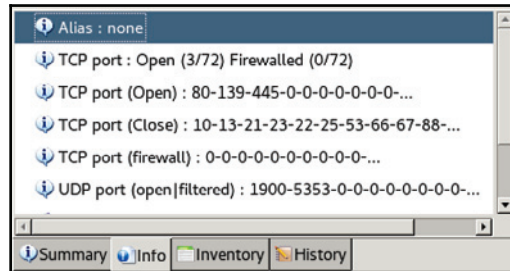 Alias : none
TCP port : Open (3/72) Firewalled (0/72)
TCP port (Open) : 80-139-445-0-0-0-0-0-0-0-...
TCP port (Close) : 10-13-21-23-22-25-53-66-67-88-...
TCP port (firewall) : 0-0-0-0-0-0-0-0-0-0-...
UDP port (open|filtered) : 1900-5353-0-0-0-0-0-0-0-0-...
Summary Info Inventory History